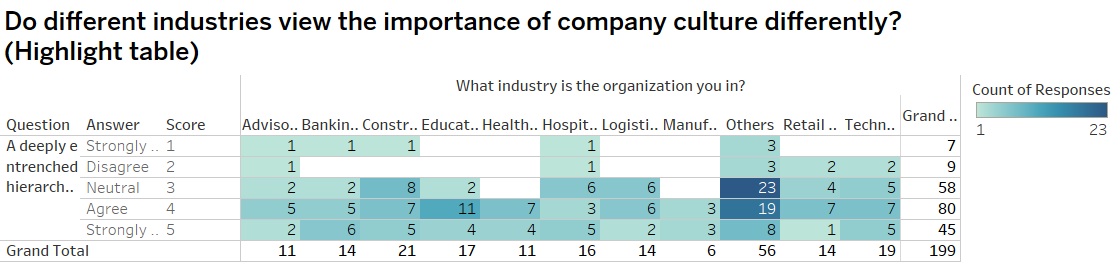 Do different industries view the importance of company culture differently?
(Highlight table)
What industry is the organization you in?
Question Answer Score Adviso.. Bankin.. Constr.. Educat.. Health.. Hospit.. Logisti.. Manuf.. Others Retail .. Techn.. Grand ..
A deeply e Strongly .. 1 1 1 1 1 3 7
ntrenched Disagree 2 1 1 3 2 2 9
hierarch.. Neutral 3 2 2 8 2 6 6 23 4 5 58
Agree 4 5 5 7 11 7 3 6 3 19 7 7 80
Strongly .. 5 2 6 5 4 4 5 2 3 8 1 5 45
Grand Total 11 14 21 17 11 16 14 6 56 14 19 199
Count of Responses
1 23